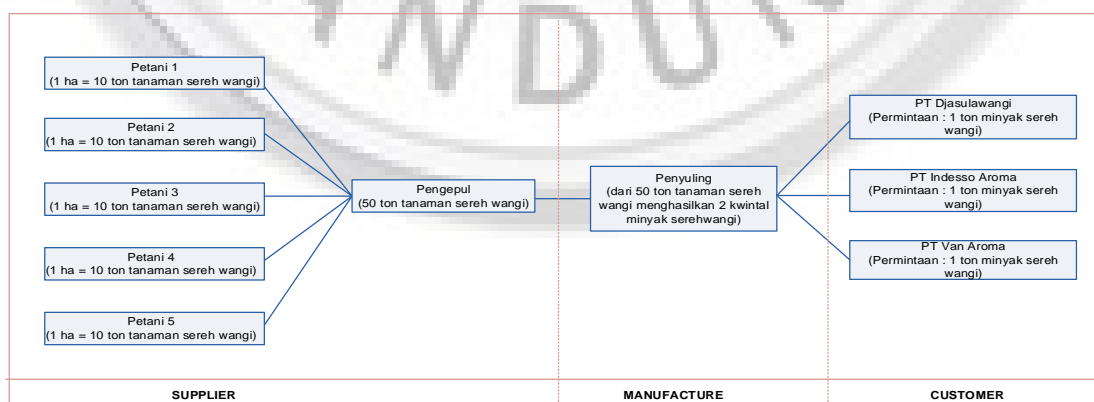 NDUN
Petani 1
(1 ha = 10 ton tanaman sereh wangi)
Petani 2
(1 ha = 10 ton tanaman sereh wangi)
Petani 3
(1 ha = 10 ton tanaman sereh wangi)
Petani 4
(1 ha = 10 ton tanaman sereh wangi)
Petani 5
(1 ha = 10 ton tanaman sereh wangi)
Pengepul
(50 ton tanaman sereh wangi)
Penyuling
(dari 50 ton tanaman sereh
wangi menghasilkan 2 kwintal
minyak serehwangi)
PT Djasulawangi
(Permintaan : 1 ton minyak sereh
wangi)
PT Indesso Aroma
(Permintaan : 1 ton minyak sereh
wangi)
PT Van Aroma
(Permintaan : 1 ton minyak sereh
wangi)
SUPPLIER
MANUFACTURE
CUSTOMER